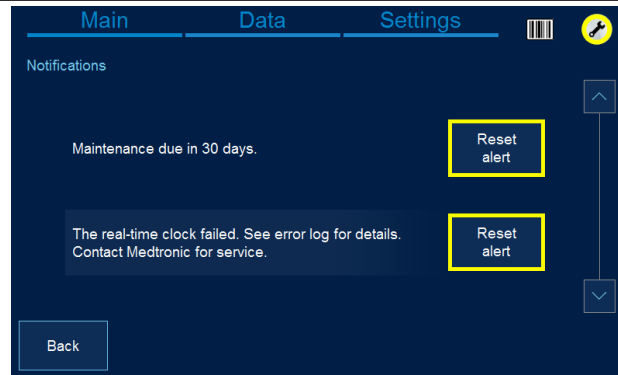 Main Data Settings
Notifications
Maintenance due in 30 days.
Reset
alert
The real-time clock failed. See error log for details.
Contact Medtronic for service.
Reset
alert
Back